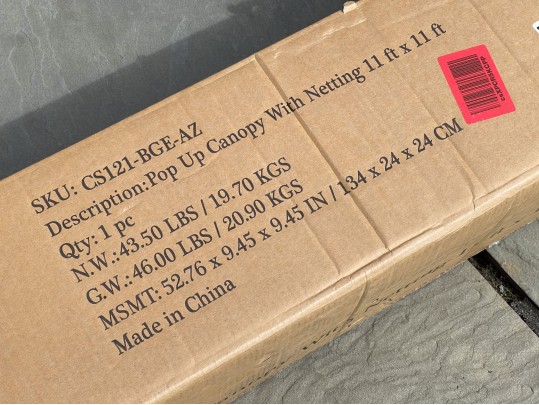 SKU: CS121-BGE-AZ
Description:Pop Up Canopy With Netting 11 ft x 11 ft
Qty: 1 pc
N.W.:43.50 LBS / 19.70 KGS
G.W.:46.00 LBS / 20.90 KGS
MSMT: 52.76 x 9.45 x 9.45 IN / 134 x 24 x 24 CM
Made in China